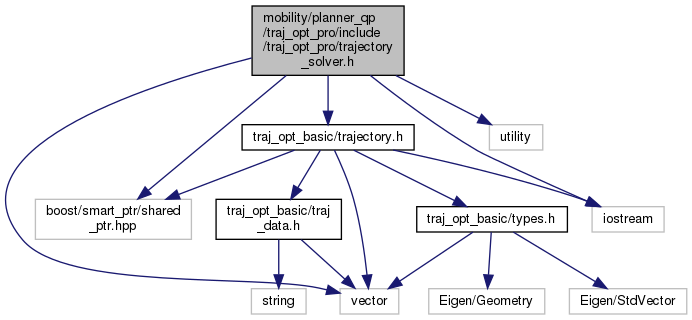 mobility/planner_qp
/traj_opt_pro/include
/traj_opt_pro/trajectory
_solver.h
traj_opt_basic/trajectory.h
utility
boost/smart_ptr/shared
_ptr.hpp
traj_opt_basic/traj
_data.h
traj_opt_basic/types.h
iostream
string
vector
Eigen/Geometry
Eigen/StdVector